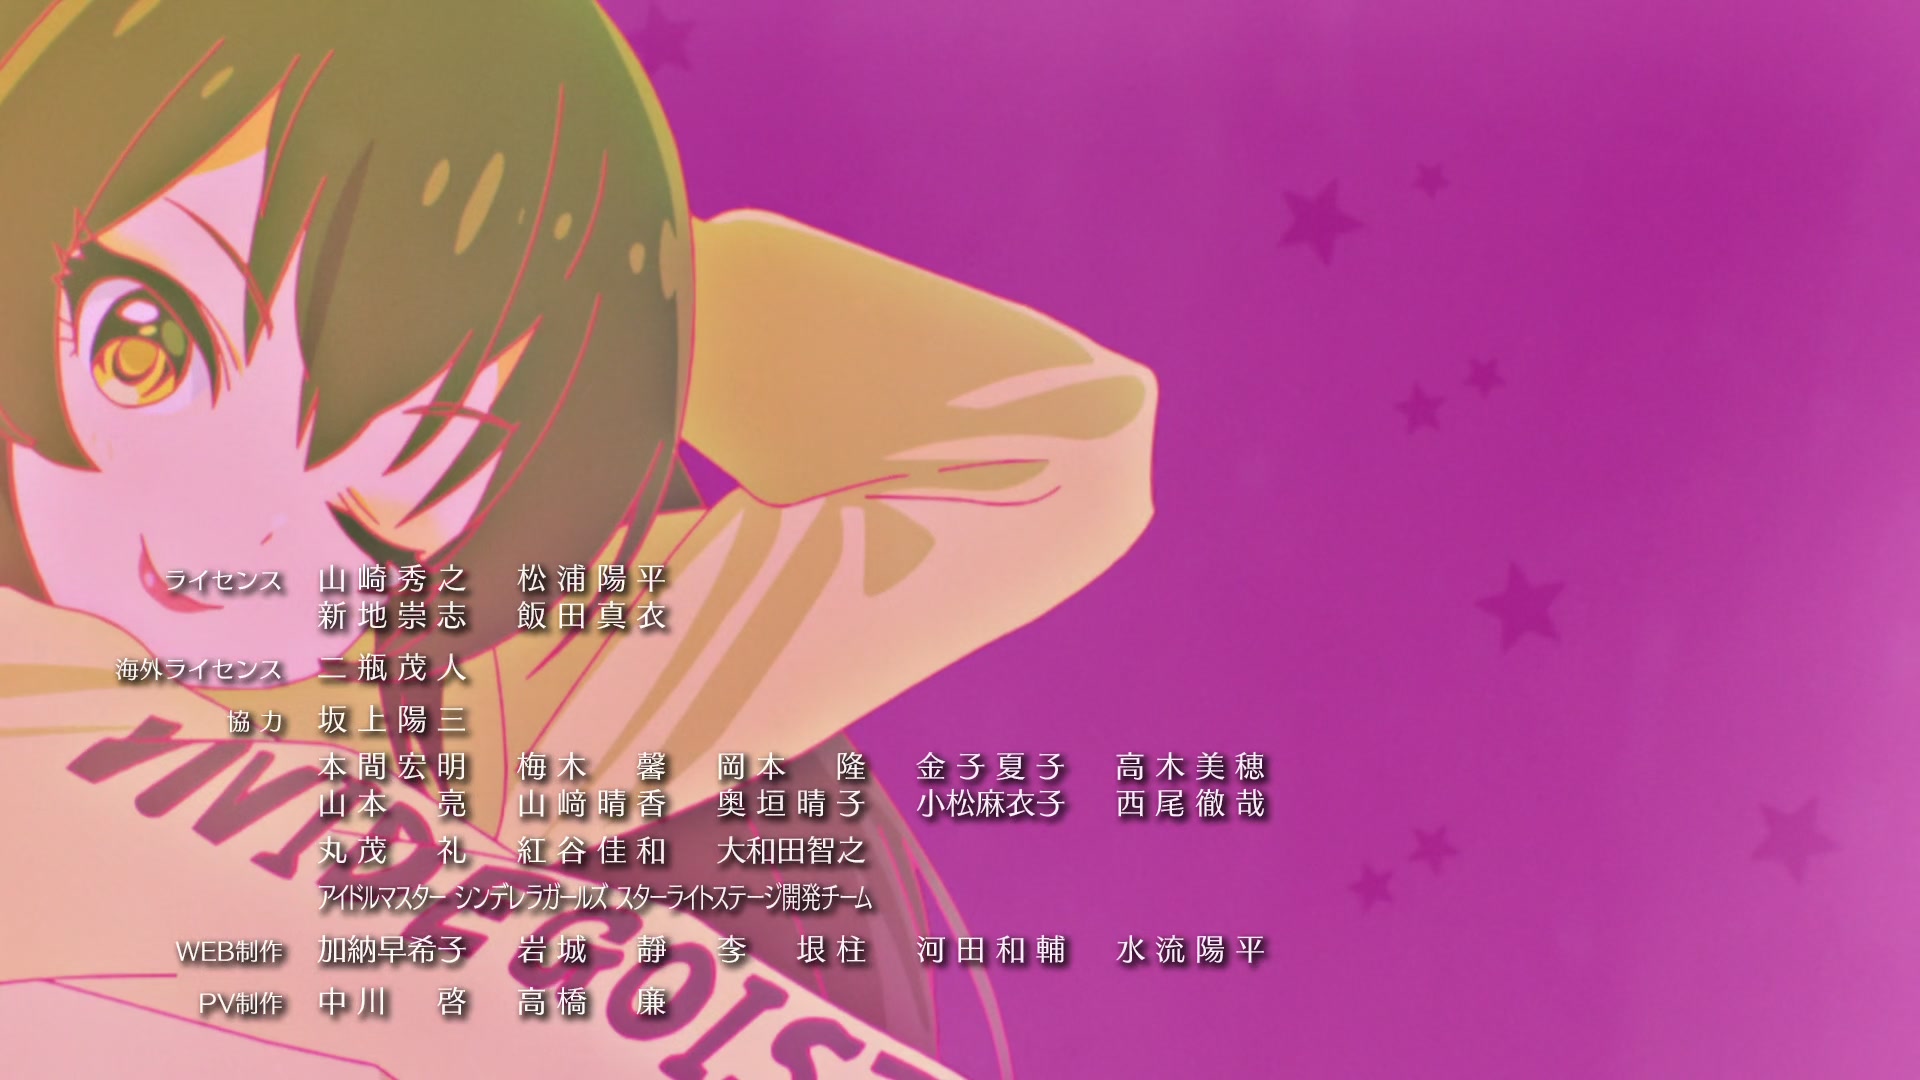 ライセンス 山崎秀之 松浦陽平
新地崇志 飯田真衣
海外ライセンス 二瓶茂人
協力 坂上陽三
本間宏明 梅木馨 岡本隆 金子夏子 高木美穂
山本亮 山﨑晴香 奥垣晴子 小松麻衣子 西尾徹哉
丸茂礼 紅谷佳和 大和田智之
アイドルマスター シンデレラガールズ スターライトステージ開発チーム
WEB制作 加納早希子 岩城靜 李垠柱 河田和輔 水流陽平
PV制作 中川啓 高橋廉
VIVID EGOIST